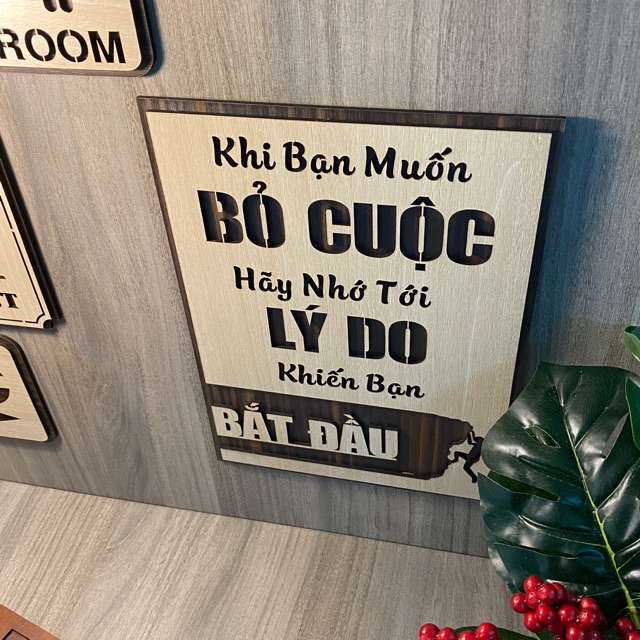 ROOM
Khi Bạn Muốn
BỎ CUỘC
Hãy Nhớ Tới
LÝ DO
Khiến Bạn
BẮT ĐẦU